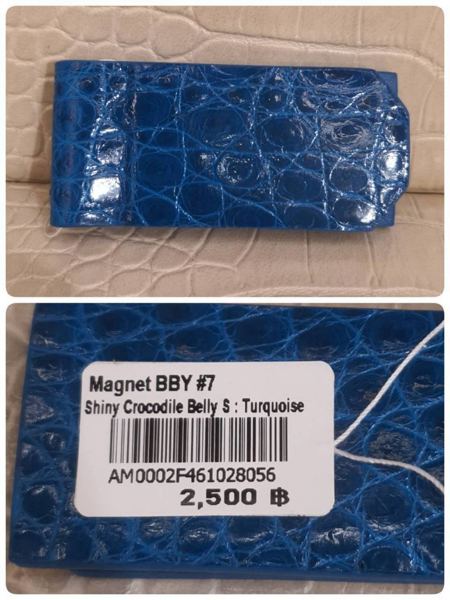 Magnet BBY #7
Shiny Crocodile Belly S : Turquoise
AM0002F461028056
2,500 ฿